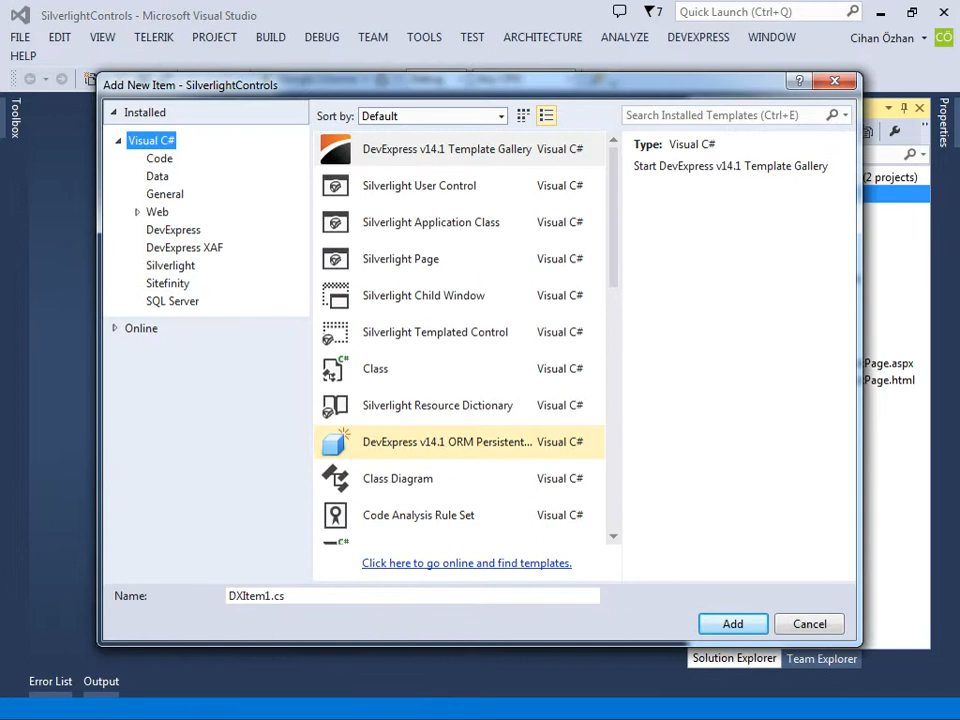 SilverlightControls - Microsoft Visual Studio
7
Quick Launch (Ctrl+Q)
FILE EDIT VIEW TELERIK PROJECT BUILD DEBUG TEAM TOOLS TEST ARCHITECTURE ANALYZE DEVEXPRESS WINDOW
Cihan Özhan
CÖ
HELP
Toolbox
Properties
Add New Item - SilverlightControls
?
Installed
Sort by: Default
Search Installed Templates (Ctrl+E)
Visual C#
Code
Data
General
Web
DevExpress
DevExpress XAF
Silverlight
Sitefinity
SQL Server
Online
DevExpress v14.1 Template Gallery Visual C#
Silverlight User Control Visual C#
Silverlight Application Class Visual C#
Silverlight Page Visual C#
Silverlight Child Window Visual C#
Silverlight Templated Control Visual C#
Class Visual C#
Silverlight Resource Dictionary Visual C#
DevExpress v14.1 ORM Persistent... Visual C#
Class Diagram Visual C#
Code Analysis Rule Set Visual C#
Click here to go online and find templates.
Type: Visual C#
Start DevExpress v14.1 Template Gallery
(2 projects)
Page.aspx
Page.html
Name: DXItem1.cs
Add Cancel
Solution Explorer Team Explorer
Error List Output